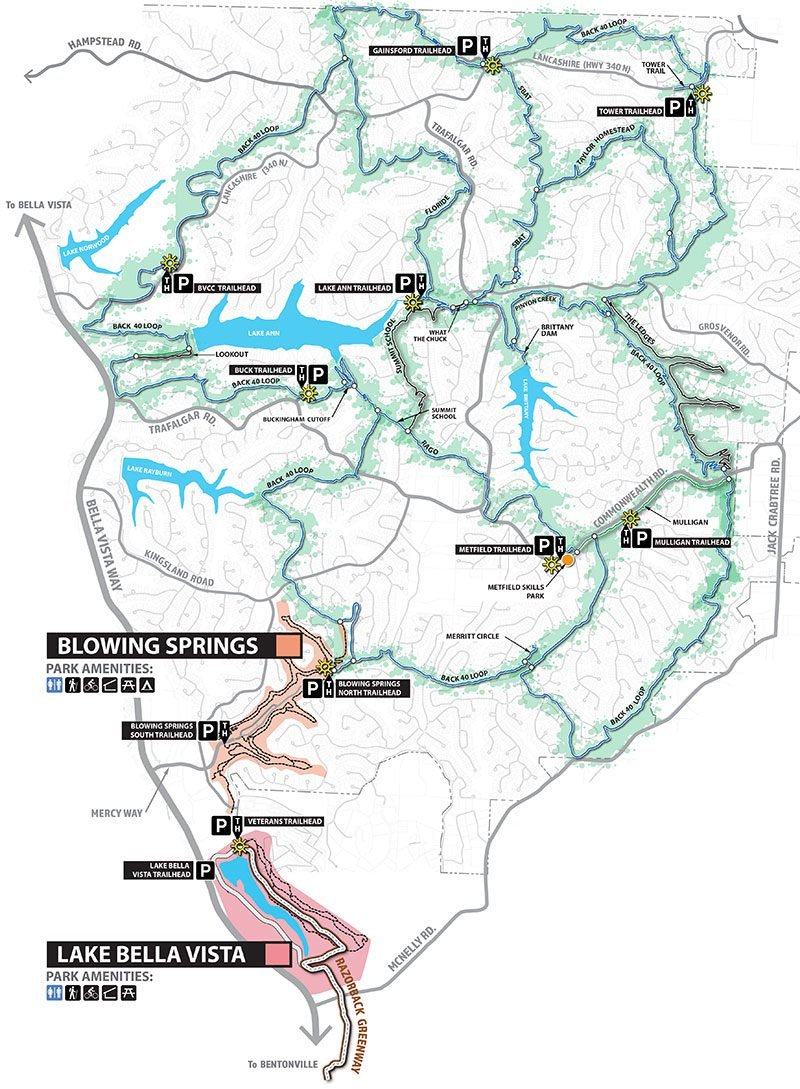 HAMPSTEAD RD.
GAINSFORD TRAILHEAD
P
TH
BACK 40 LOOP
LANCASHIRE (HWY 340 N)
TOWER
TRAIL
TOWER TRAILHEAD
P
TH
SBAT
TAYLOR HOMESTEAD
TRAFALGAR RD.
BACK 40 LOOP
LANCASHIRE (340 N)
FLORIDE
SBAT
To BELLA VISTA
LAKE NORWOOD
TH
P
BVCC TRAILHEAD
LAKE ANN TRAILHEAD
P
TH
BACK 40 LOOP
LAKE ANN
SUMMIT SCHOOL
WHAT
THE CHUCK
PINYON CREEK
BRITTANY
DAM
THE LEDGES
GROSVENOR RD.
LOOKOUT
BUCK TRAILHEAD
TH
P
BACK 40 LOOP
BUCKINGHAM CUTOFF
TRAFALGAR RD.
LAKE BRITTANY
BACK 40 LOOP
SUMMIT
SCHOOL
RAGO
LAKE RAYBURN
BACK 40 LOOP
BELLA VISTA WAY
COMMONWEALTH RD.
JACK CRABTREE RD.
MULLIGAN
TH
P
MULLIGAN TRAILHEAD
METFIELD TRAILHEAD
P
TH
METFIELD SKILLS
PARK
KINGSLAND ROAD
MERRITT CIRCLE
BLOWING SPRINGS
PARK AMENITIES:
BACK 40 LOOP
P
TH
BLOWING SPRINGS
NORTH TRAILHEAD
BACK 40 LOOP
BLOWING SPRINGS
SOUTH TRAILHEAD
P
TH
MERCY WAY
P
TH
VETERANS TRAILHEAD
LAKE BELLA
VISTA TRAILHEAD
P
LAKE BELLA VISTA
PARK AMENITIES:
MCNELLY RD.
RAZORBACK GREENWAY
To BENTONVILLE